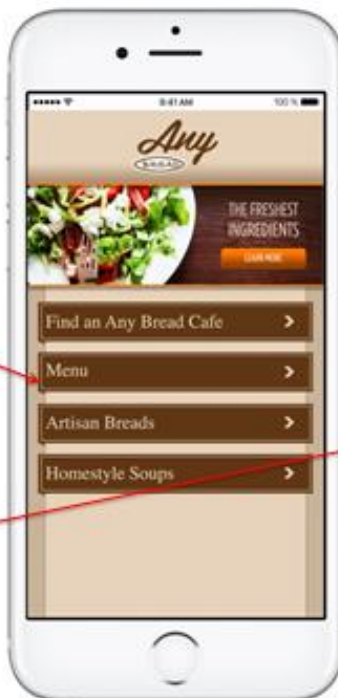 9:41 AM 100 %
Any
BREAD
THE FRESHEST
INGREDIENTS
LEARN MORE
Find an Any Bread Cafe
Menu
Artisan Breads
Homestyle Soups